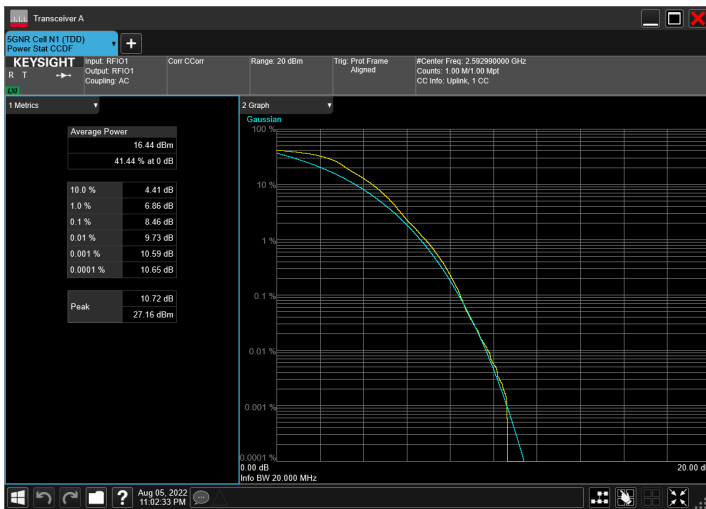 Transceiver A
5GNR Cell N1 (TDD)
Power Stat CCDF
KEYSIGHT
R T
LXI
Input: RFIO1
Output: RFIO1
Coupling: AC
Corr CCorr
Range: 20 dBm
Trig: Prot Frame
Aligned
#Center Freq: 2.592990000 GHz
Counts: 1.00 M/1.00 Mpt
CC Info: Uplink, 1 CC
1 Metrics
Average Power
16.44 dBm
41.44 % at 0 dB
10.0 % 4.41 dB
1.0 % 6.86 dB
0.1 % 8.46 dB
0.01 % 9.73 dB
0.001 % 10.59 dB
0.0001 % 10.65 dB
Peak
10.72 dB
27.16 dBm
2 Graph
Gaussian
100 %
10 %
1 %
0.1 %
0.01 %
0.001 %
0.0001 %
0.00 dB
20.00 d
Info BW 20.000 MHz
Aug 05, 2022
11:02:33 PM